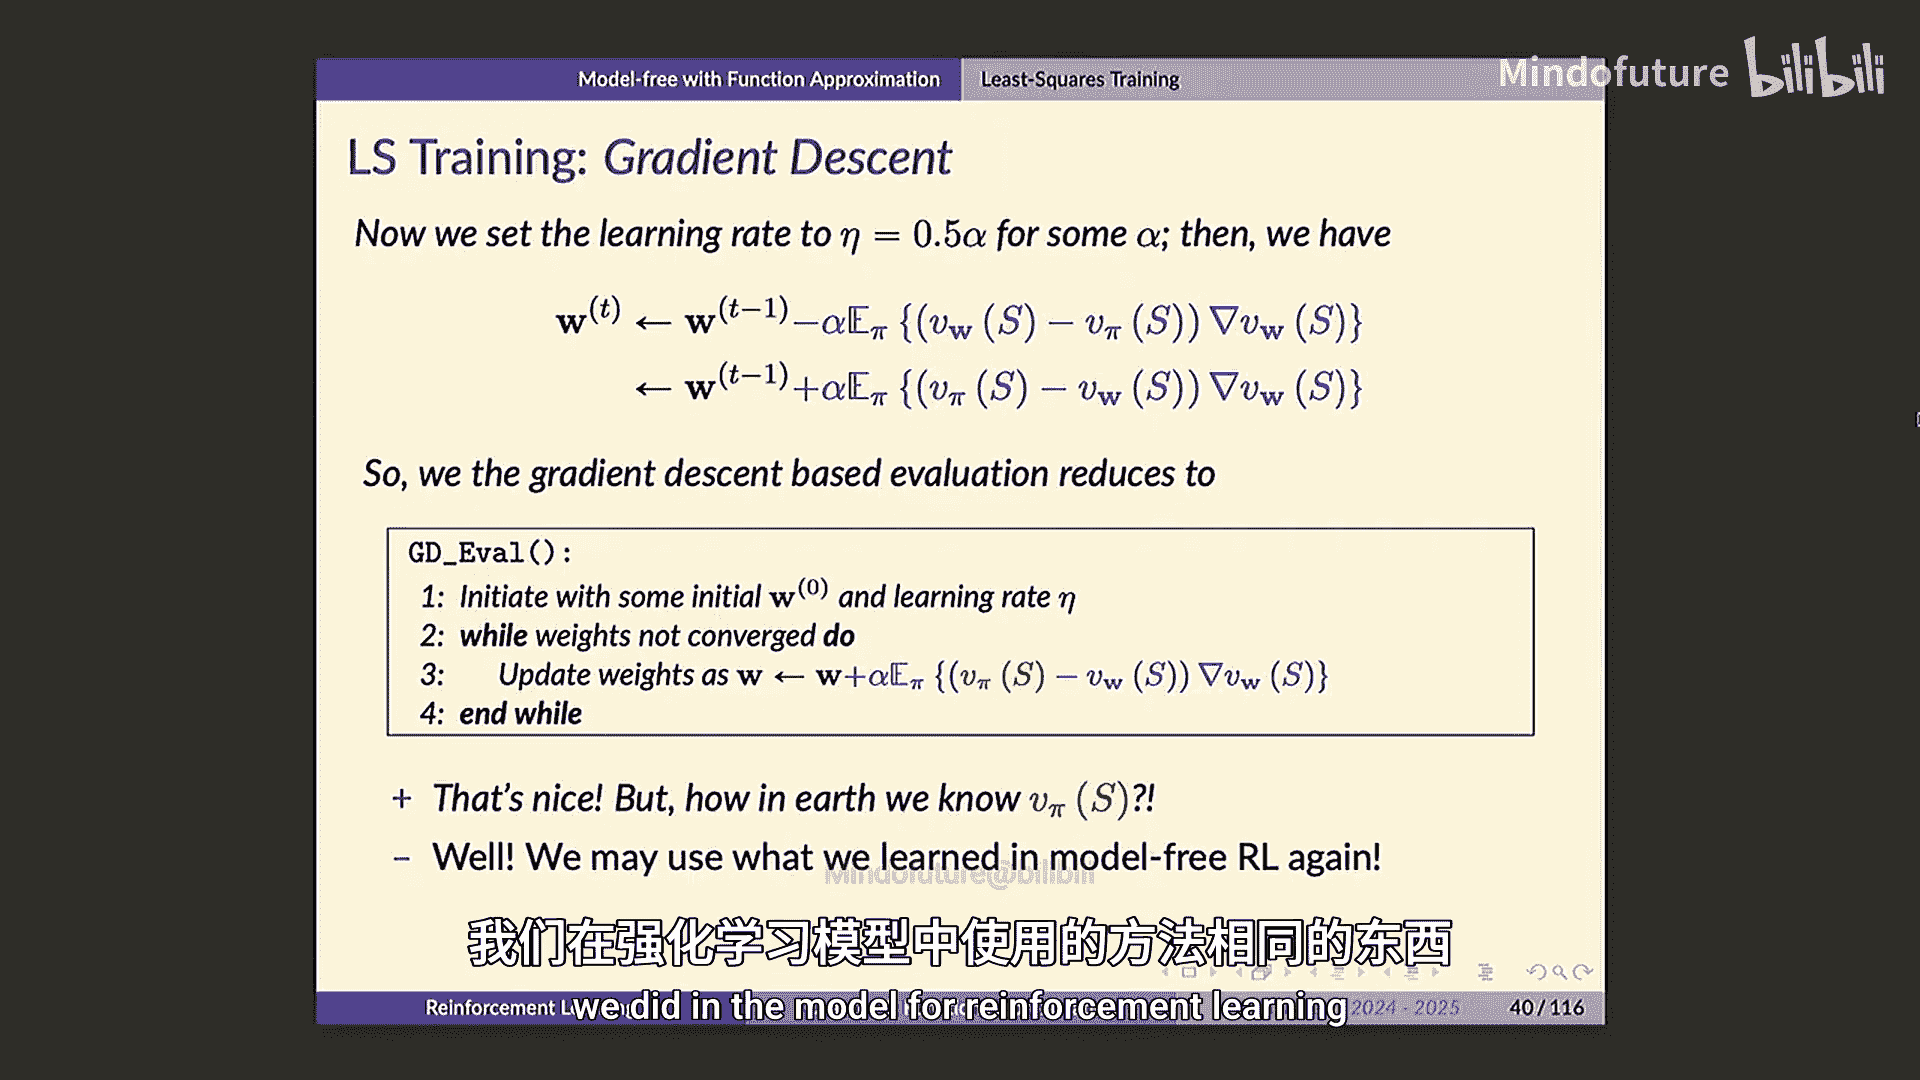 Model-free with Function Approximation
Least-Squares Training
Mindofuture bilibili
LS Training: Gradient Descent
Now we set the learning rate to η = 0.5α for some α; then, we have
w^(t) ← w^(t−1)−α𝔼_π {(v_w (S) − v_π (S)) ∇v_w (S)}
← w^(t−1)+α𝔼_π {(v_π (S) − v_w (S)) ∇v_w (S)}
So, we the gradient descent based evaluation reduces to
GD_Eval():
1: Initiate with some initial w^(0) and learning rate η
2: while weights not converged do
3: Update weights as w ← w+α𝔼_π {(v_π (S) − v_w (S)) ∇v_w (S)}
4: end while
+ That's nice! But, how in earth we know v_π (S)?!
− Well! We may use what we learned in model-free RL again!
Mindofuture@bilibili
我们在强化学习模型中使用的方法相同的东西
Reinforcement
we did in the model for reinforcement learning
2024 - 2025
40 / 116